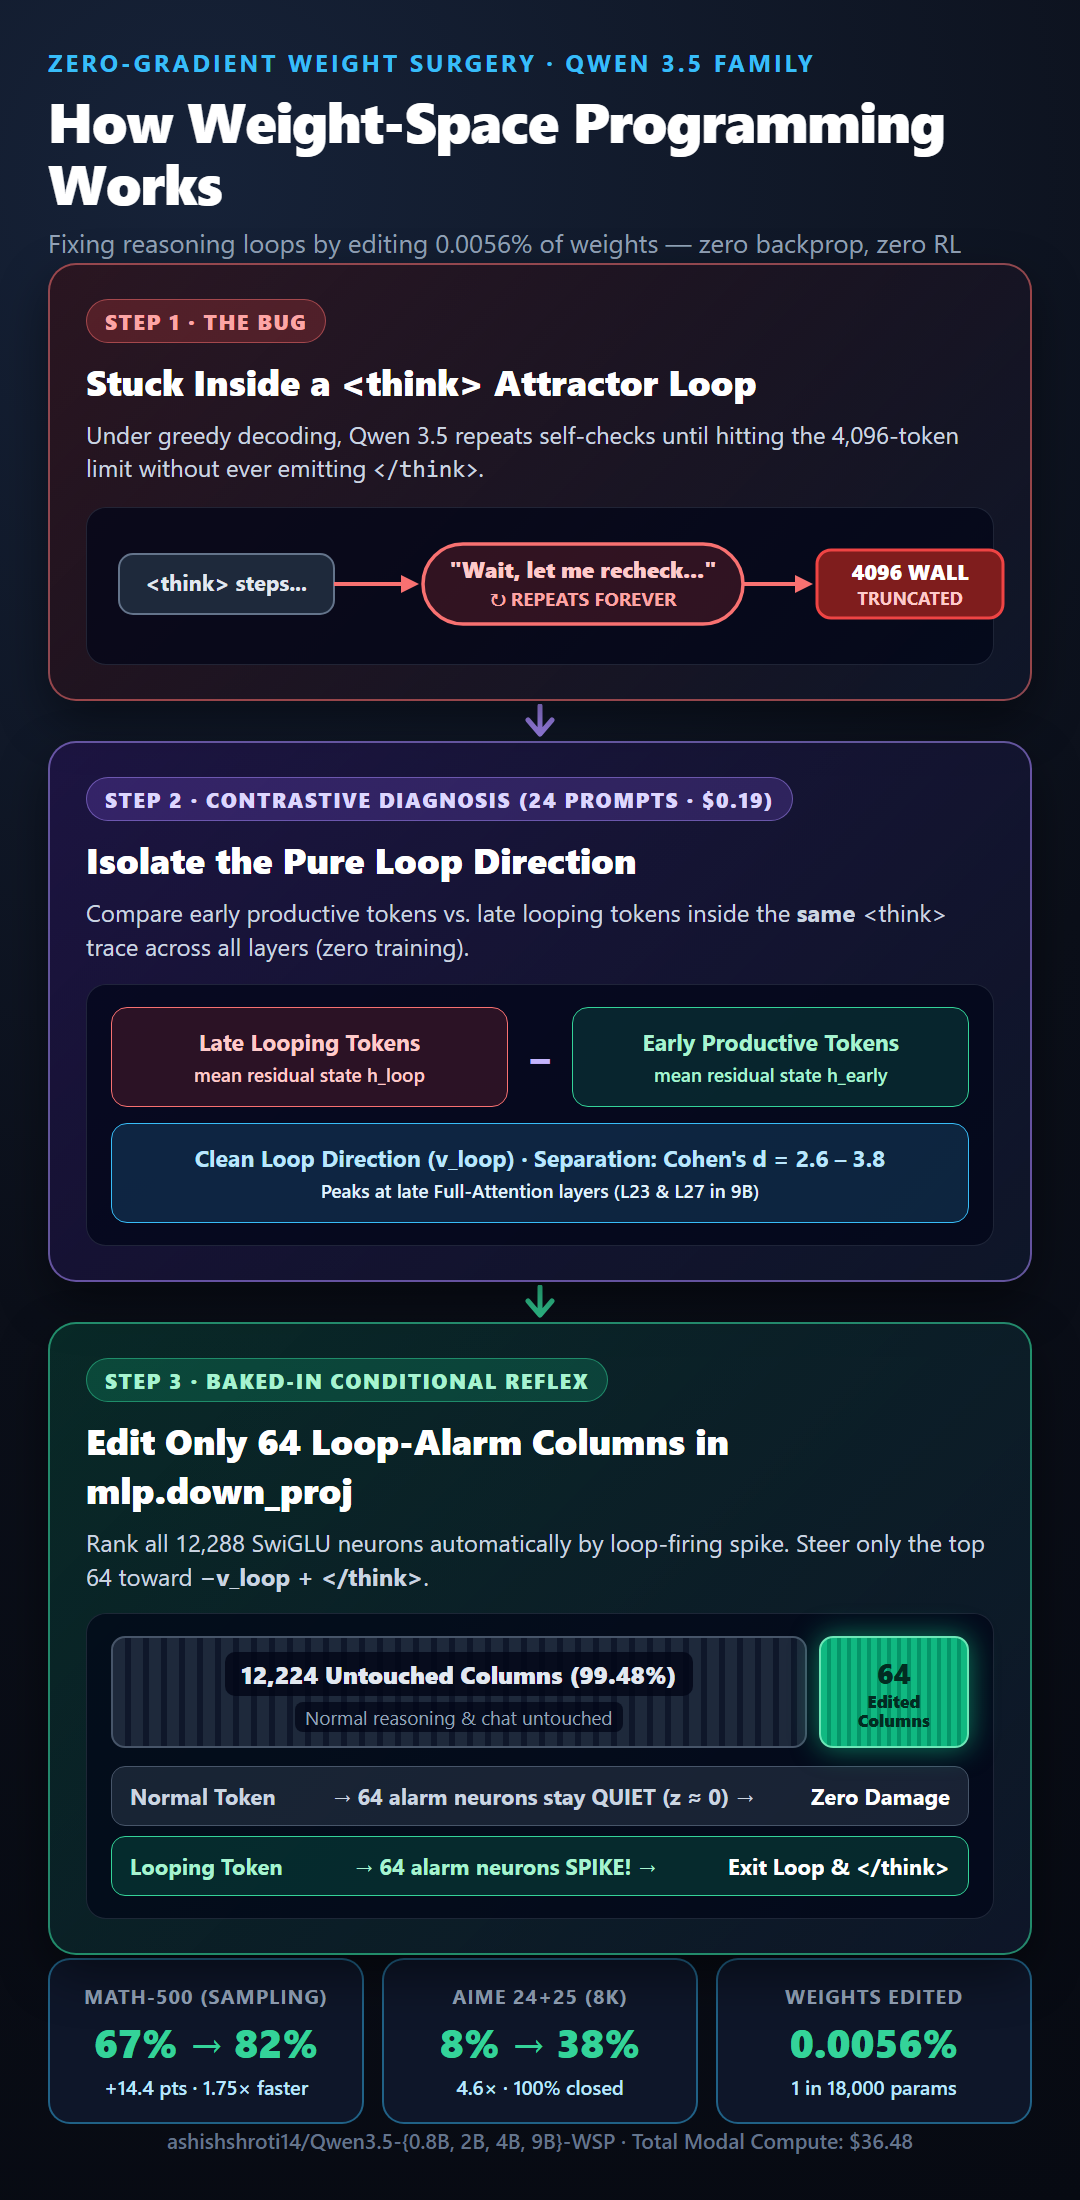 ZERO-GRADIENT WEIGHT SURGERY · QWEN 3.5 FAMILY
How Weight-Space Programming
Works
Fixing reasoning loops by editing 0.0056% of weights — zero backprop, zero RL
STEP 1 · THE BUG
Stuck Inside a <think> Attractor Loop
Under greedy decoding, Qwen 3.5 repeats self-checks until hitting the 4,096-token
limit without ever emitting </think>.
<think> steps...
"Wait, let me recheck..."
↻ REPEATS FOREVER
4096 WALL
TRUNCATED
STEP 2 · CONTRASTIVE DIAGNOSIS (24 PROMPTS · $0.19)
Isolate the Pure Loop Direction
Compare early productive tokens vs. late looping tokens inside the same <think>
trace across all layers (zero training).
Late Looping Tokens
mean residual state h_loop
−
Early Productive Tokens
mean residual state h_early
Clean Loop Direction (v_loop) · Separation: Cohen's d = 2.6 – 3.8
Peaks at late Full-Attention layers (L23 & L27 in 9B)
STEP 3 · BAKED-IN CONDITIONAL REFLEX
Edit Only 64 Loop-Alarm Columns in
mlp.down_proj
Rank all 12,288 SwiGLU neurons automatically by loop-firing spike. Steer only the top
64 toward −v_loop + </think>.
12,224 Untouched Columns (99.48%)
Normal reasoning & chat untouched
64
Edited
Columns
Normal Token → 64 alarm neurons stay QUIET (z ≈ 0) → Zero Damage
Looping Token → 64 alarm neurons SPIKE! → Exit Loop & </think>
MATH-500 (SAMPLING)
67% → 82%
+14.4 pts · 1.75× faster
AIME 24+25 (8K)
8% → 38%
4.6× · 100% closed
WEIGHTS EDITED
0.0056%
1 in 18,000 params
ashishshroti14/Qwen3.5-{0.8B, 2B, 4B, 9B}-WSP · Total Modal Compute: $36.48